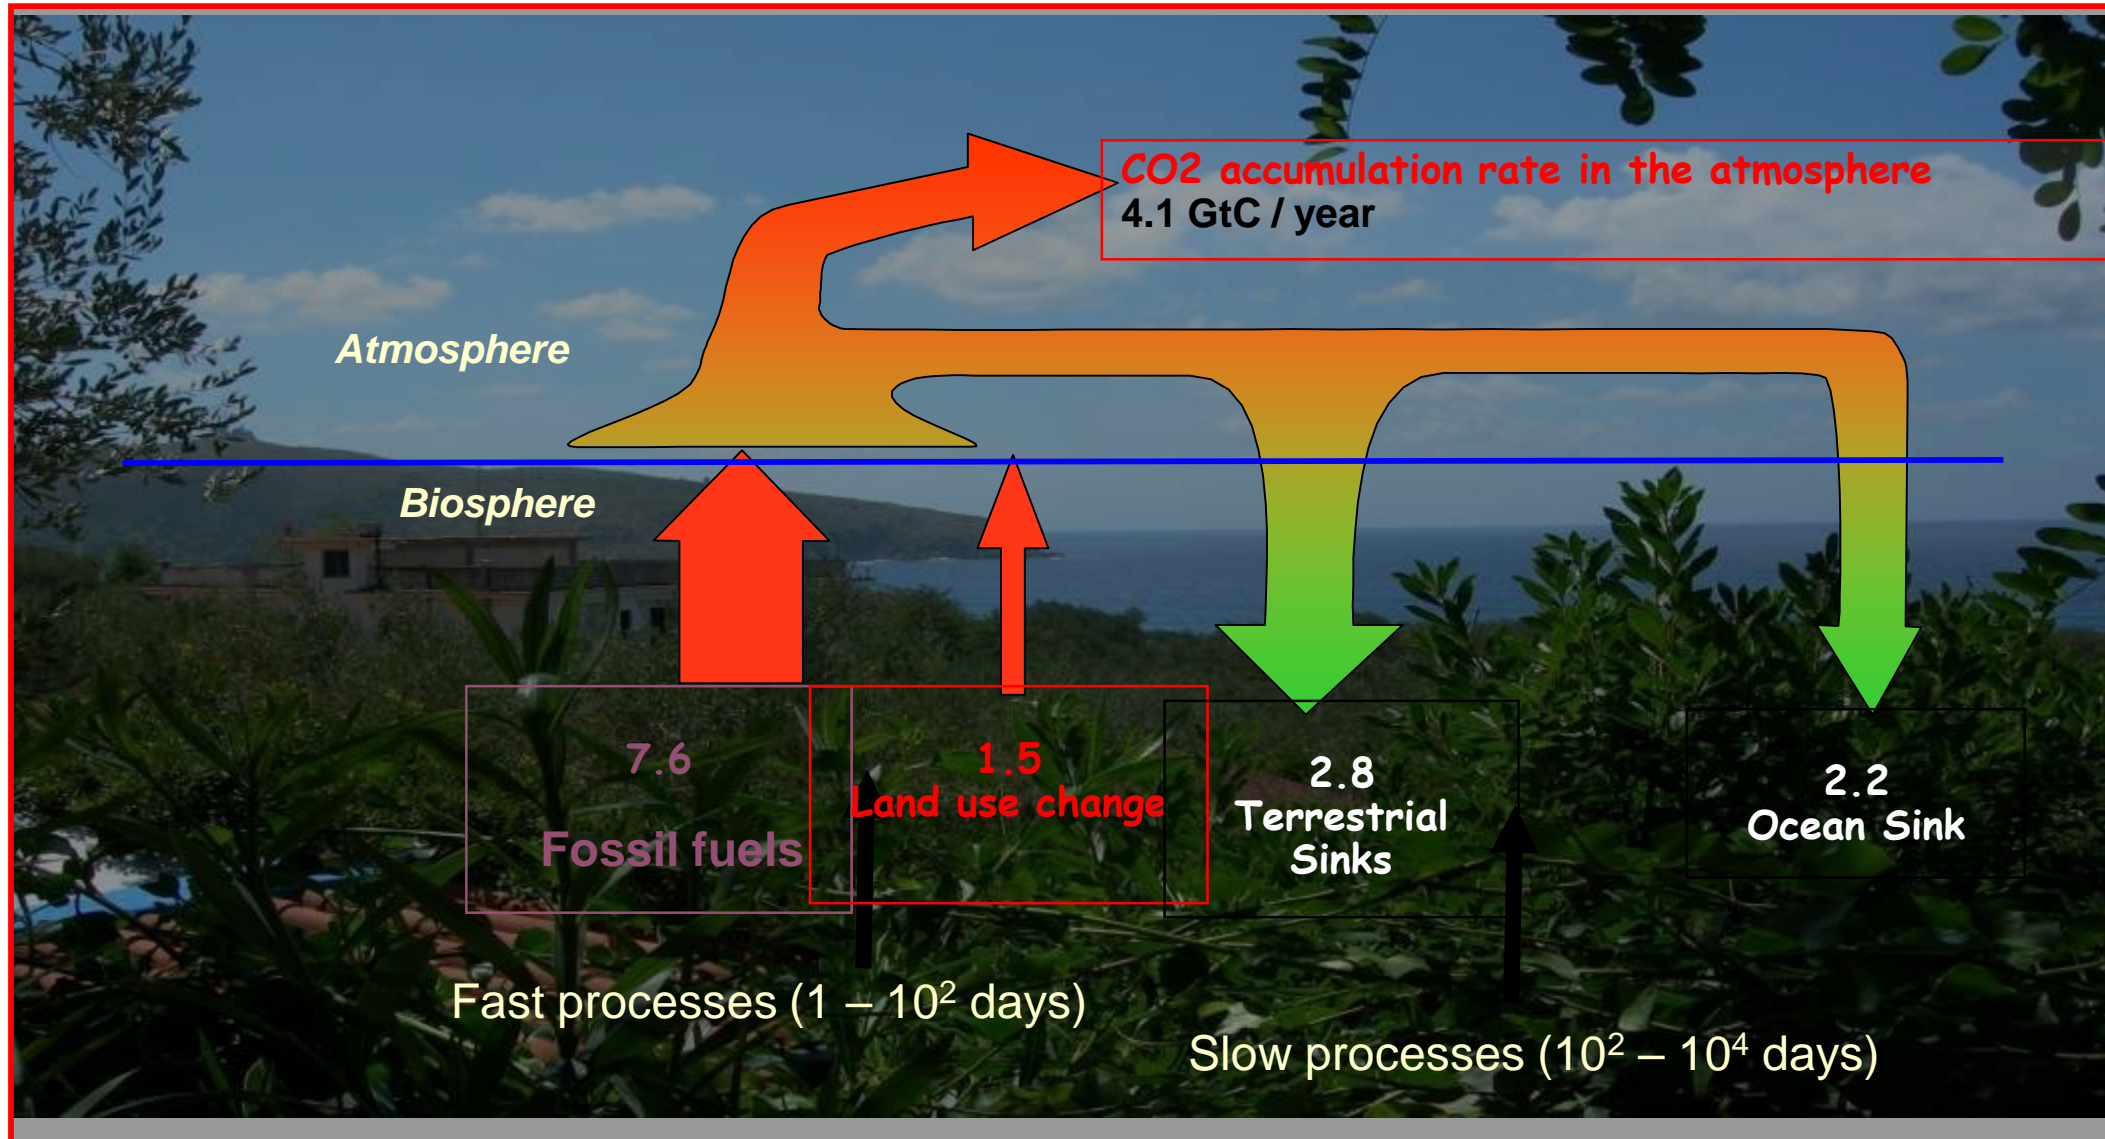 CO2 accumulation rate in the atmosphere
4.1 GtC / year
Atmosphere
Biosphere
7.6
Fossil fuels
1.5
Land use change
2.8
Terrestrial
Sinks
2.2
Ocean Sink
Fast processes (1 – 10² days)
Slow processes (10² – 10⁴ days)